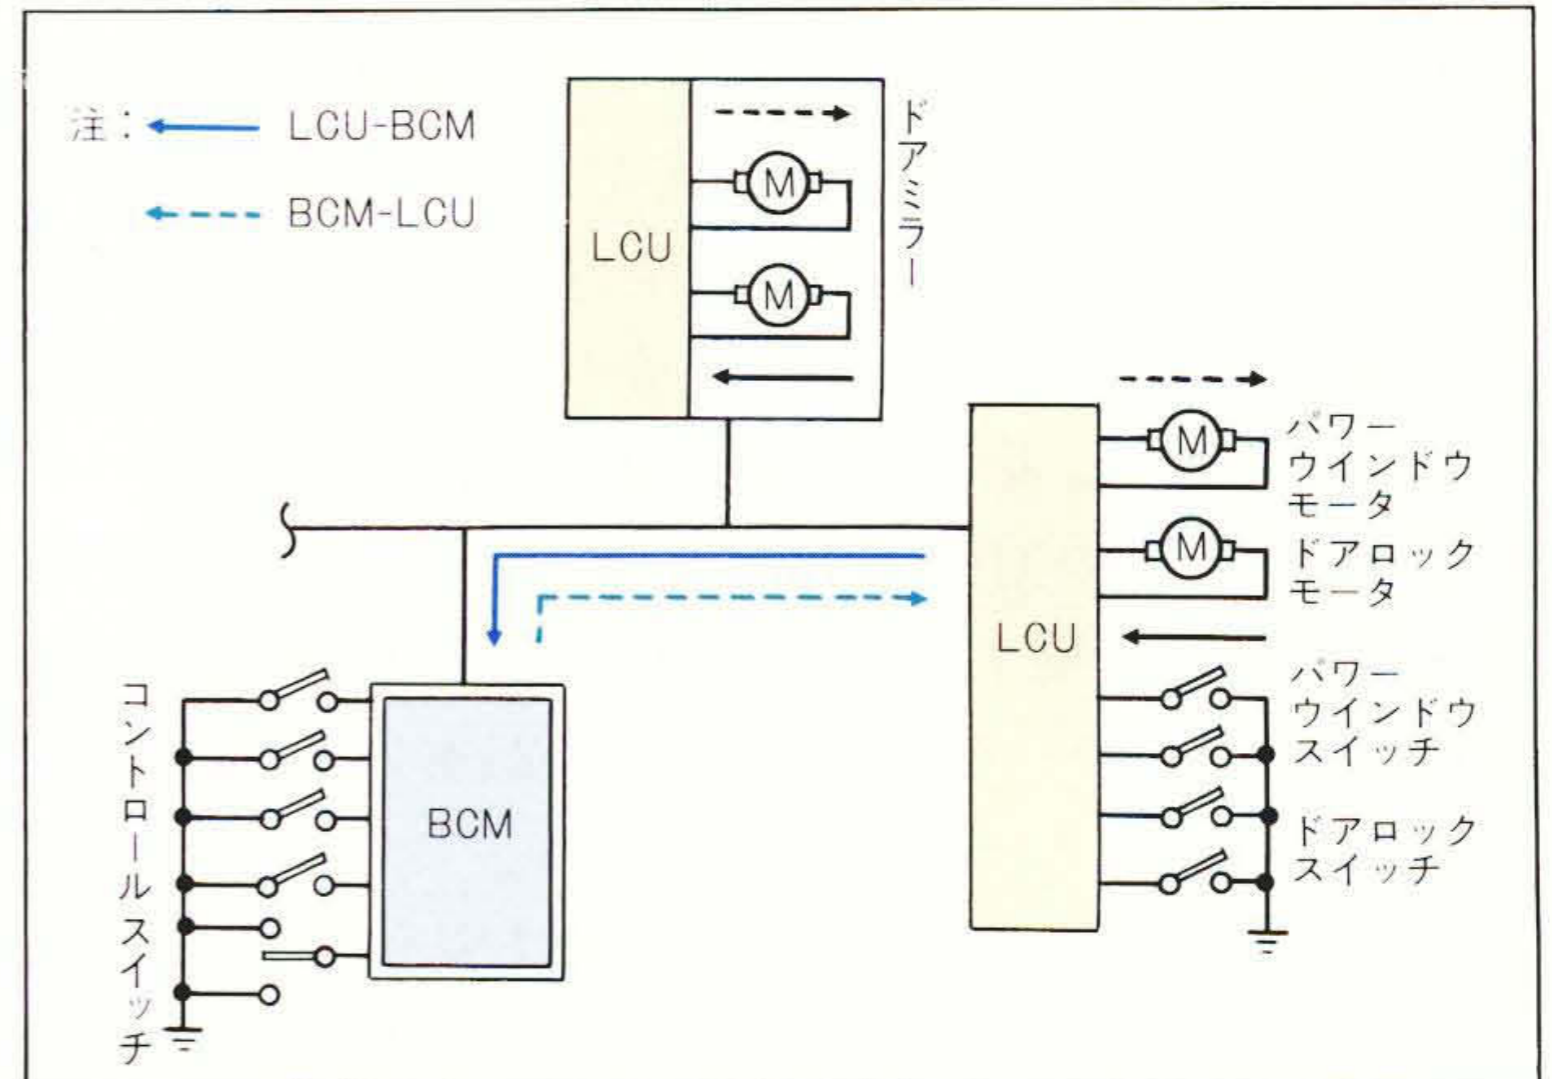 注： LCU-BCM
BCM-LCU
LCU
M
M
ドアミラー
LCU
M
パワー
ウインドウ
モータ
M
ドアロック
モータ
パワー
ウインドウ
スイッチ
ドアロック
スイッチ
コントロールスイッチ
BCM